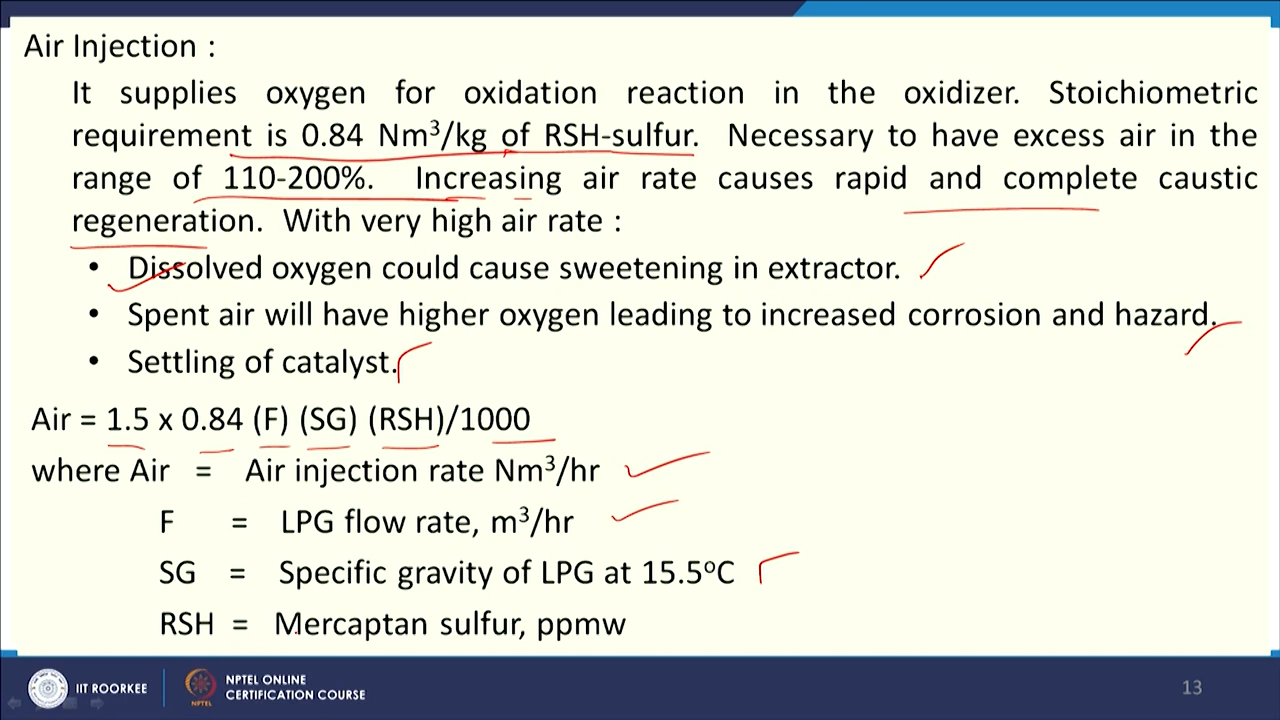 Air Injection :
It supplies oxygen for oxidation reaction in the oxidizer. Stoichiometric
requirement is 0.84 Nm³/kg of RSH-sulfur. Necessary to have excess air in the
range of 110-200%. Increasing air rate causes rapid and complete caustic
regeneration. With very high air rate :
• Dissolved oxygen could cause sweetening in extractor.
• Spent air will have higher oxygen leading to increased corrosion and hazard.
• Settling of catalyst.
Air = 1.5 x 0.84 (F) (SG) (RSH)/1000
where Air = Air injection rate Nm³/hr
F = LPG flow rate, m³/hr
SG = Specific gravity of LPG at 15.5ºC
RSH = Mercaptan sulfur, ppmw
IIT ROORKEE
NPTEL
NPTEL ONLINE
CERTIFICATION COURSE
13